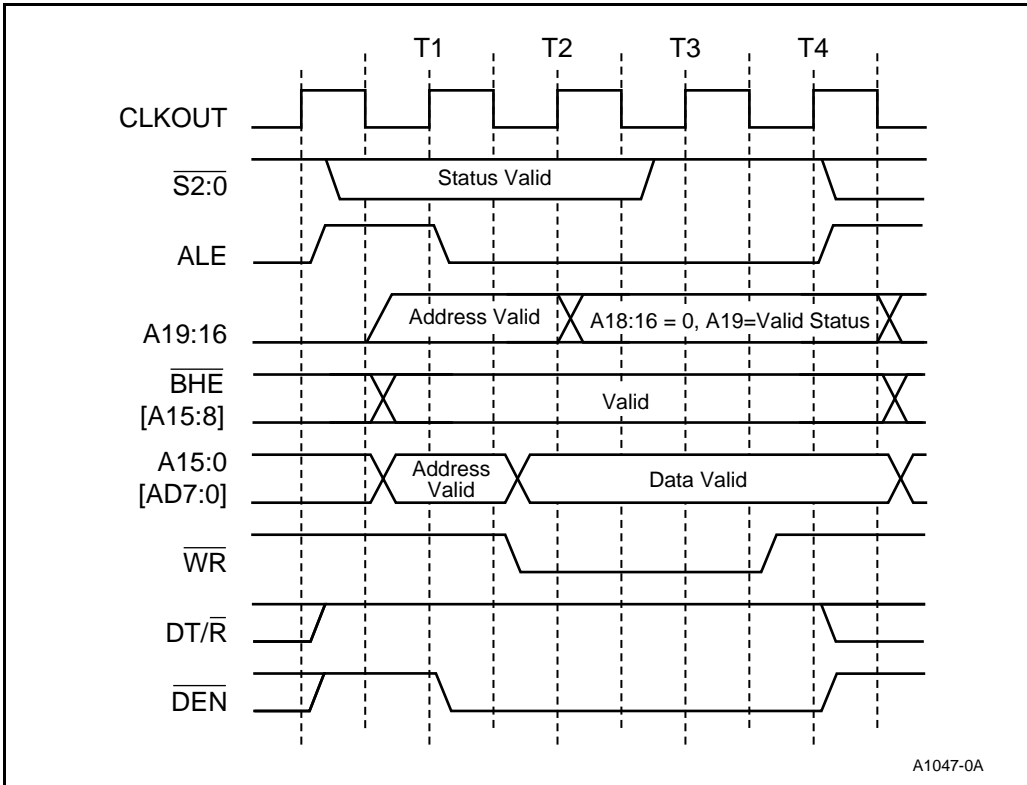 T1 T2 T3 T4
CLKOUT
S2:0
Status Valid
ALE
A19:16
Address Valid
A18:16 = 0, A19=Valid Status
BHE
[A15:8]
Valid
A15:0
[AD7:0]
Address
Valid
Data Valid
WR
DT/R
DEN
A1047-0A